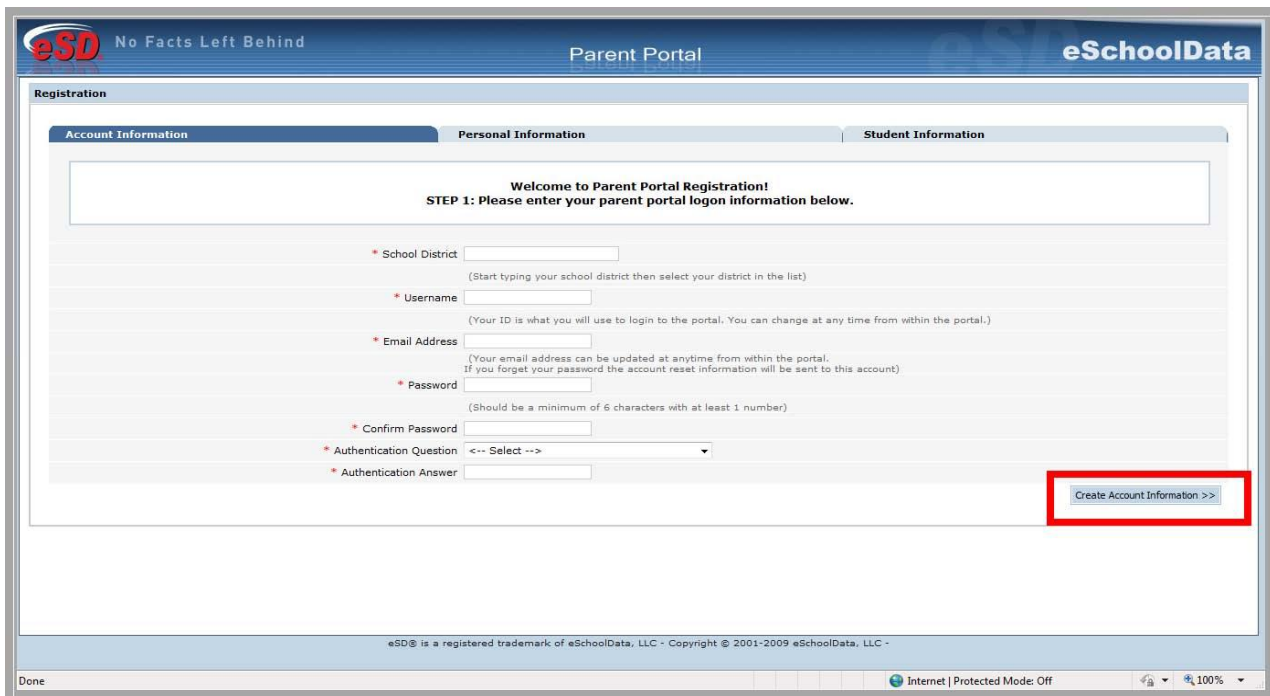 eSD No Facts Left Behind
Parent Portal
eSchoolData
Registration
Account Information Personal Information Student Information
Welcome to Parent Portal Registration!
STEP 1: Please enter your parent portal logon information below.
* School District
(Start typing your school district then select your district in the list)
* Username
(Your ID is what you will use to login to the portal. You can change at any time from within the portal.)
* Email Address
(Your email address can be updated at anytime from within the portal.
If you forget your password the account reset information will be sent to this account)
* Password
(Should be a minimum of 6 characters with at least 1 number)
* Confirm Password
* Authentication Question <-- Select -->
* Authentication Answer
Create Account Information >>
eSD® is a registered trademark of eSchoolData, LLC - Copyright © 2001-2009 eSchoolData, LLC -
Done Internet | Protected Mode: Off 100%